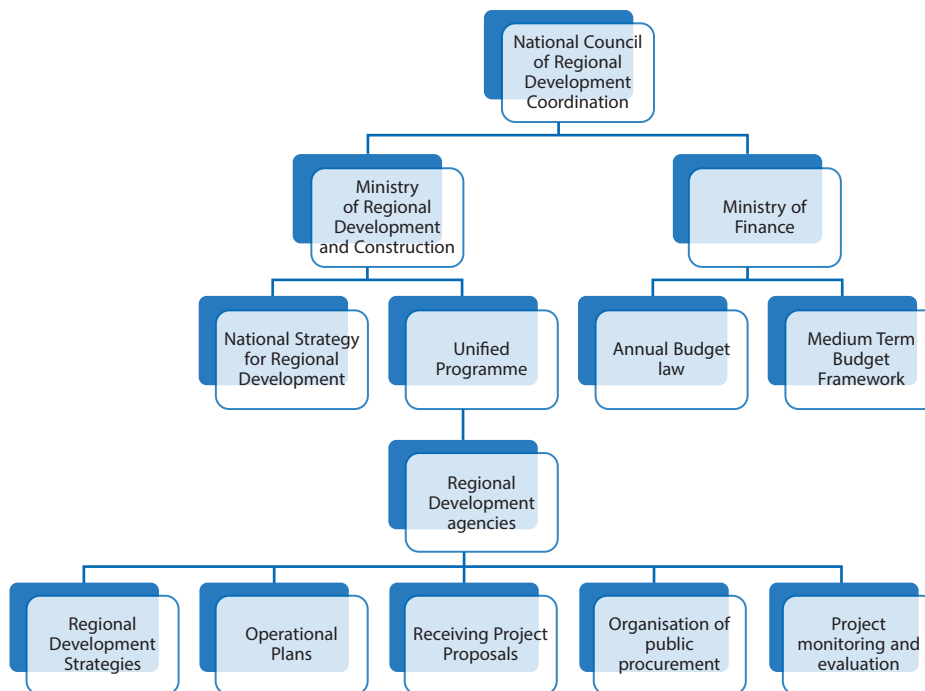 National Council
of Regional
Development
Coordination
Ministry
of Regional
Development
and Construction
Ministry of
Finance
National Strategy
for Regional
Development
Unified
Programme
Annual Budget
law
Medium Term
Budget
Framework
Regional
Development
agencies
Regional
Development
Strategies
Operational
Plans
Receiving Project
Proposals
Organisation of
public
procurement
Project
monitoring and
evaluation